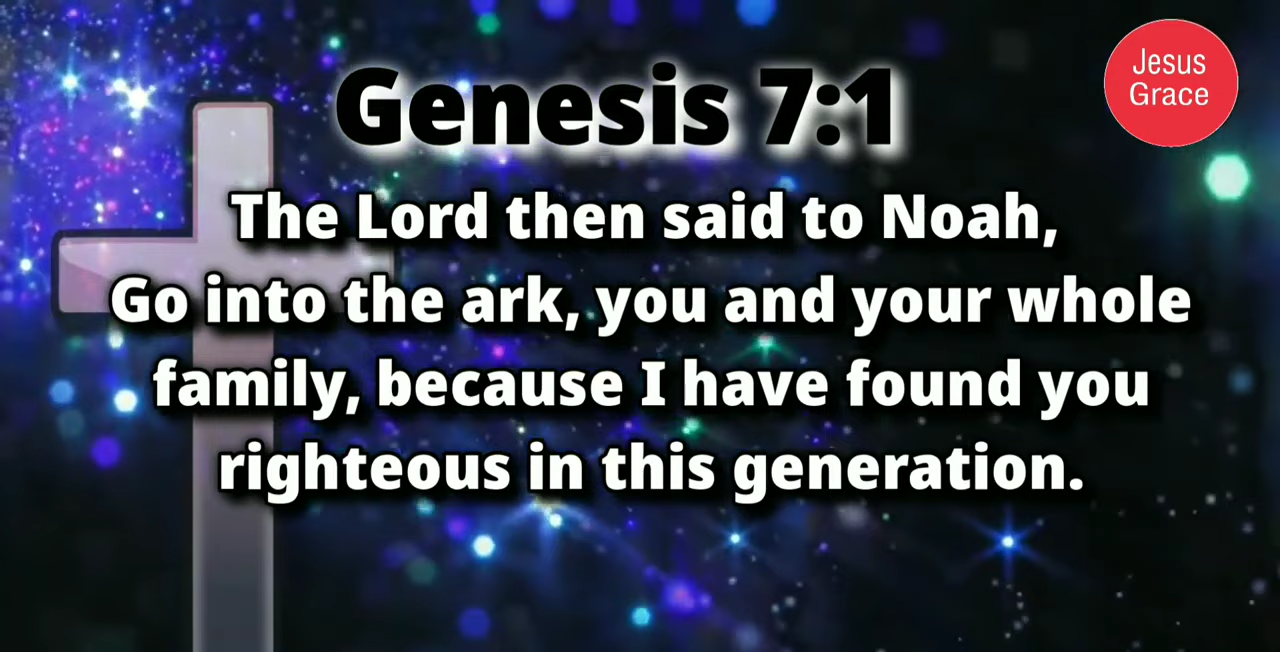 Genesis 7:1
Jesus
Grace
The Lord then said to Noah,
Go into the ark, you and your whole
family, because I have found you
righteous in this generation.